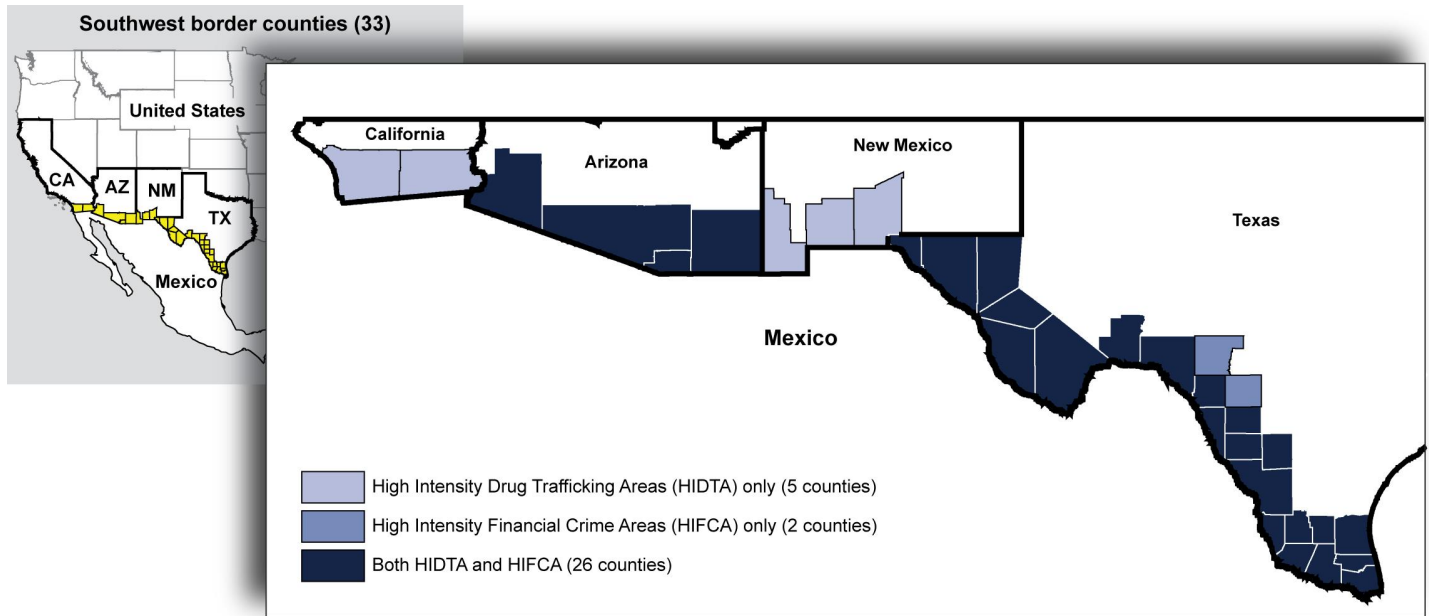 Southwest border counties (33)
United States
CA
AZ
NM
TX
Mexico
California
Arizona
New Mexico
Texas
Mexico
High Intensity Drug Trafficking Areas (HIDTA) only (5 counties)
High Intensity Financial Crime Areas (HIFCA) only (2 counties)
Both HIDTA and HIFCA (26 counties)